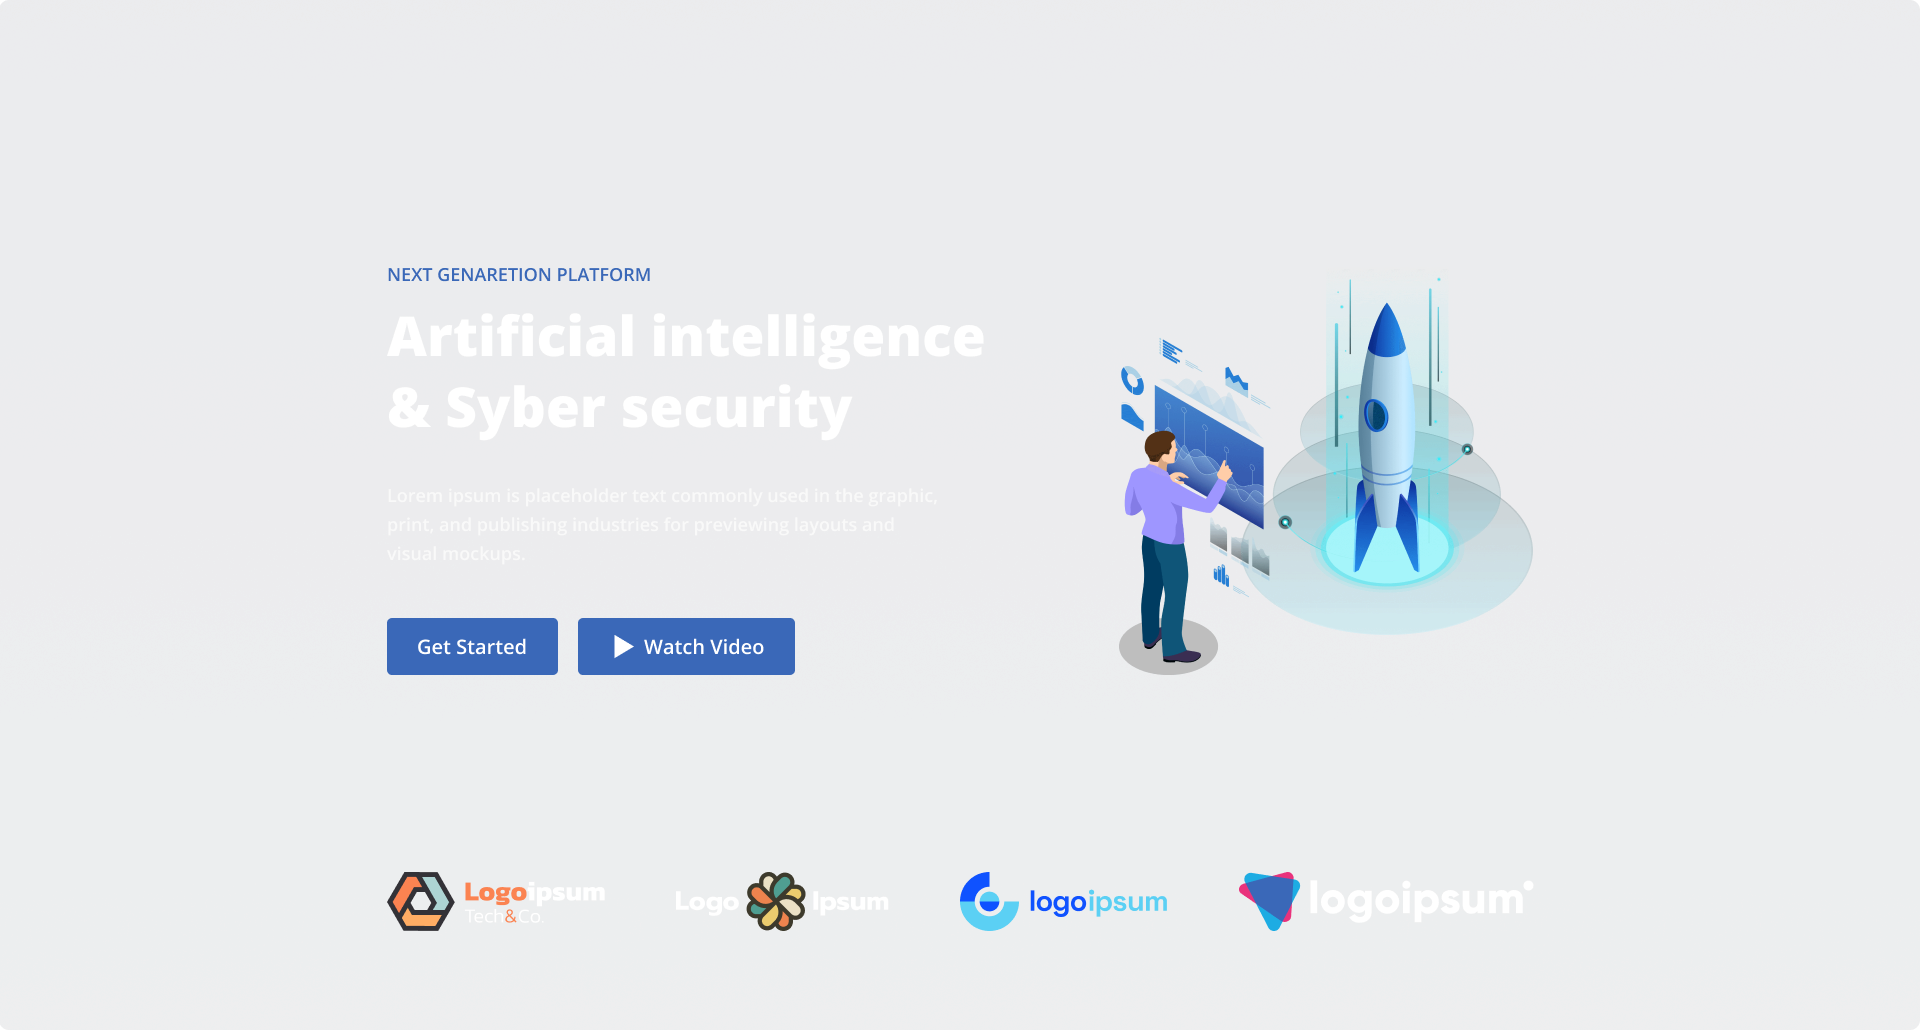 NEXT GENARETION PLATFORM
Artificial intelligence
& Syber security
Lorem ipsum is placeholder text commonly used in the graphic,
print, and publishing industries for previewing layouts and
visual mockups.
Get Started
Watch Video
Logoipsum
Tech&Co.
Logo Ipsum
logoipsum
logoipsum